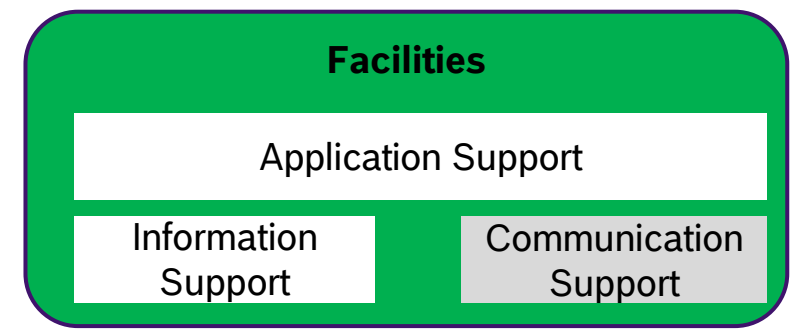 Facilities
Application Support
Information
Support
Communication
Support